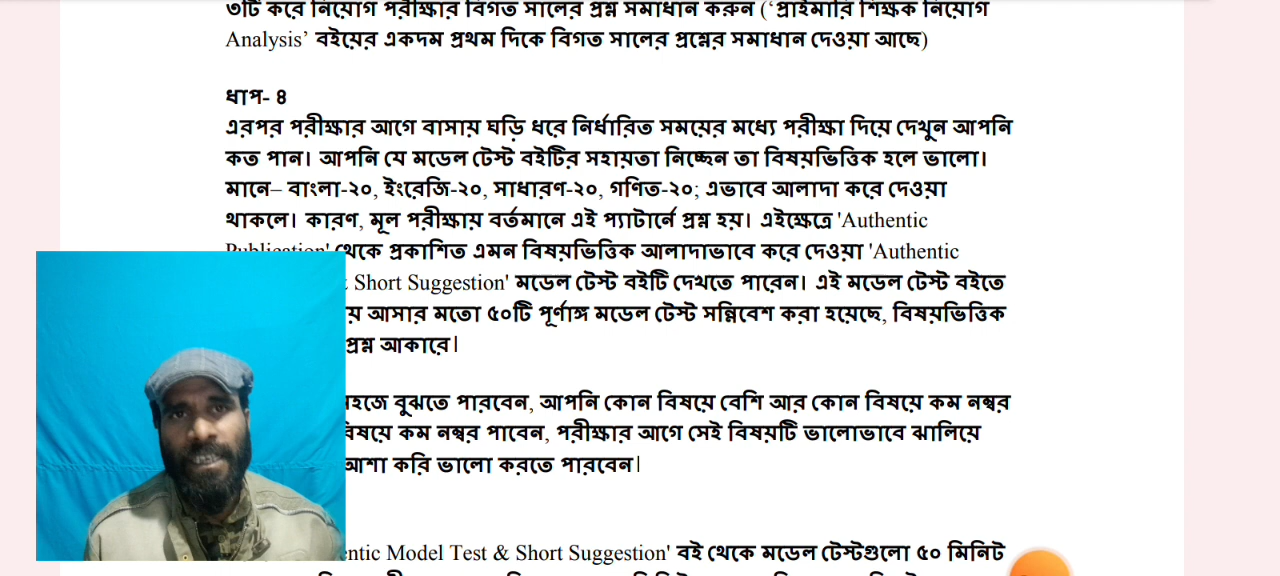 ৩টি করে নিয়োগ পরীক্ষার বিগত সালের প্রশ্ন সমাধান করুন (‘প্রাইমারি শিক্ষক নিয়োগ
Analysis’ বইয়ের একদম প্রথম দিকে বিগত সালের প্রশ্নের সমাধান দেওয়া আছে)
ধাপ- ৪
এরপর পরীক্ষার আগে বাসায় ঘড়ি ধরে নির্ধারিত সময়ের মধ্যে পরীক্ষা দিয়ে দেখুন আপনি
কত পান। আপনি যে মডেল টেস্ট বইটির সহায়তা নিচ্ছেন তা বিষয়ভিত্তিক হলে ভালো।
মানে– বাংলা-২০, ইংরেজি-২০, সাধারণ-২০, গণিত-২০; এভাবে আলাদা করে দেওয়া
থাকলে। কারণ, মূল পরীক্ষায় বর্তমানে এই প্যাটার্নে প্রশ্ন হয়। এইক্ষেত্রে 'Authentic
Publication' থেকে প্রকাশিত এমন বিষয়ভিত্তিক আলাদাভাবে করে দেওয়া 'Authentic
& Short Suggestion' মডেল টেস্ট বইটি দেখতে পারেন। এই মডেল টেস্ট বইতে
আসার মতো ৫০টি পূর্ণাঙ্গ মডেল টেস্ট সন্নিবেশ করা হয়েছে, বিষয়ভিত্তিক
প্রশ্ন আকারে।
বুঝতে পারবেন, আপনি কোন বিষয়ে বেশি আর কোন বিষয়ে কম নম্বর
বিষয়ে কম নম্বর পাবেন, পরীক্ষার আগে সেই বিষয়টি ভালোভাবে ঝালিয়ে
আশা করি ভালো করতে পারবেন।
Model Test & Short Suggestion' বই থেকে মডেল টেস্টগুলো ৫০ মিনিট